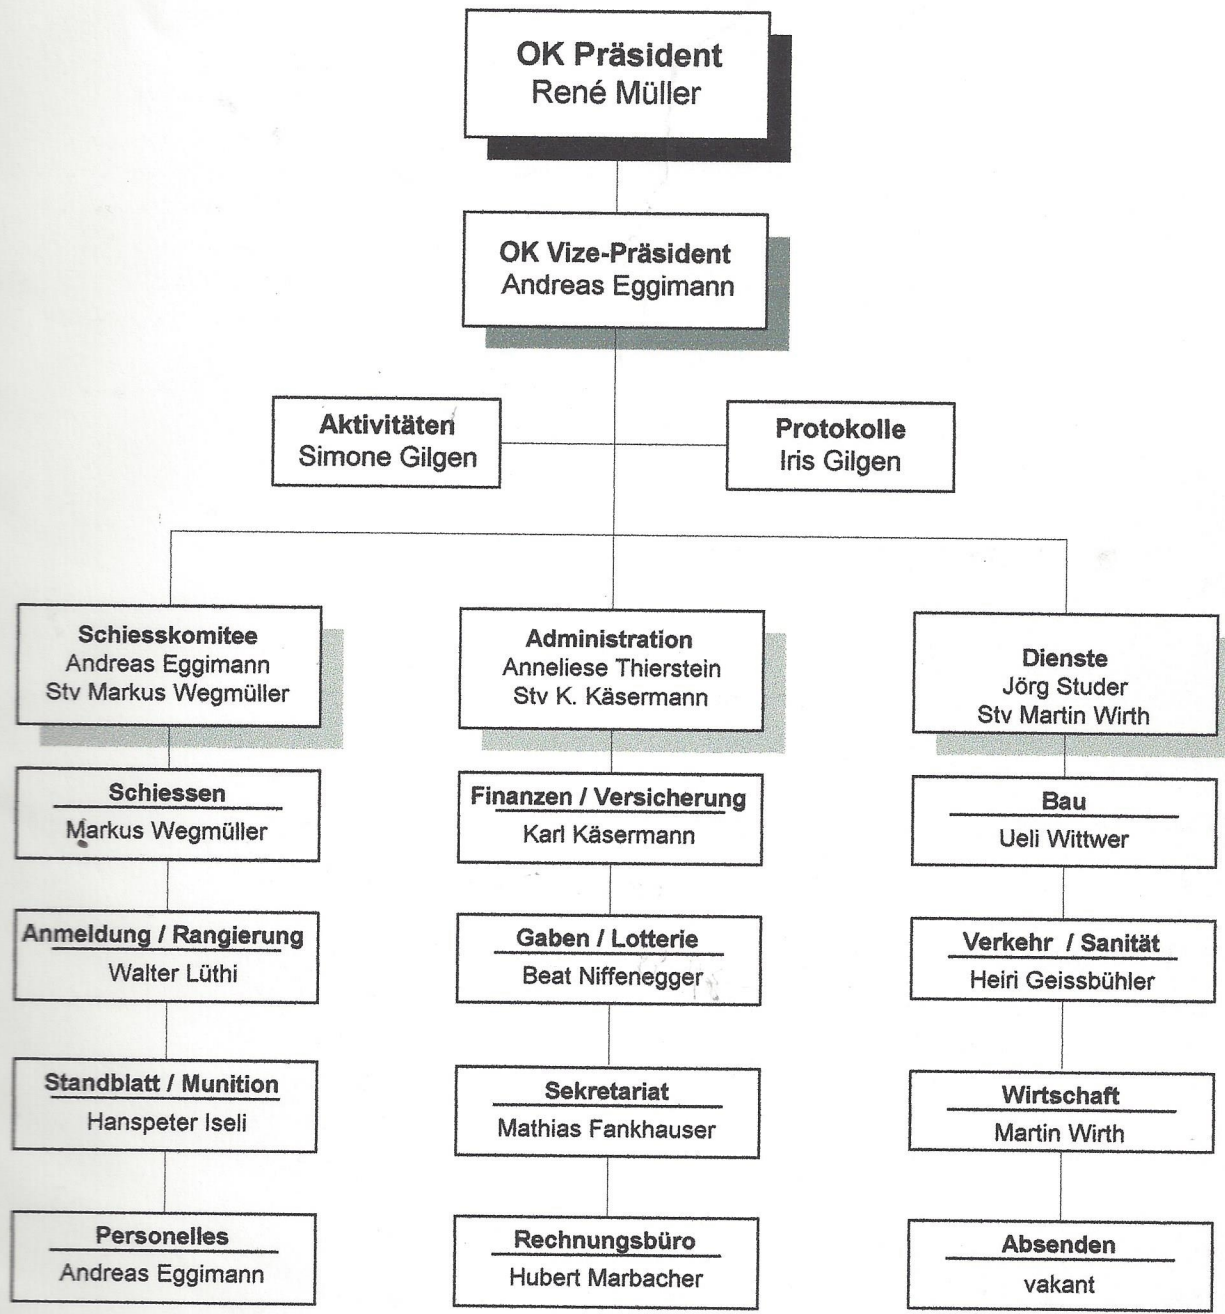 OK Präsident
René Müller
OK Vize-Präsident
Andreas Eggimann
Aktivitäten
Simone Gilgen
Protokolle
Iris Gilgen
Schiesskomitee
Andreas Eggimann
Stv Markus Wegmüller
Administration
Anneliese Thierstein
Stv K. Käsermann
Dienste
Jörg Studer
Stv Martin Wirth
Schiessen
Markus Wegmüller
Finanzen / Versicherung
Karl Käsermann
Bau
Ueli Wittwer
Anmeldung / Rangierung
Walter Lüthi
Gaben / Lotterie
Beat Niffenegger
Verkehr / Sanität
Heiri Geissbühler
Standblatt / Munition
Hanspeter Iseli
Sekretariat
Mathias Fankhauser
Wirtschaft
Martin Wirth
Personelles
Andreas Eggimann
Rechnungsbüro
Hubert Marbacher
Absenden
vakant